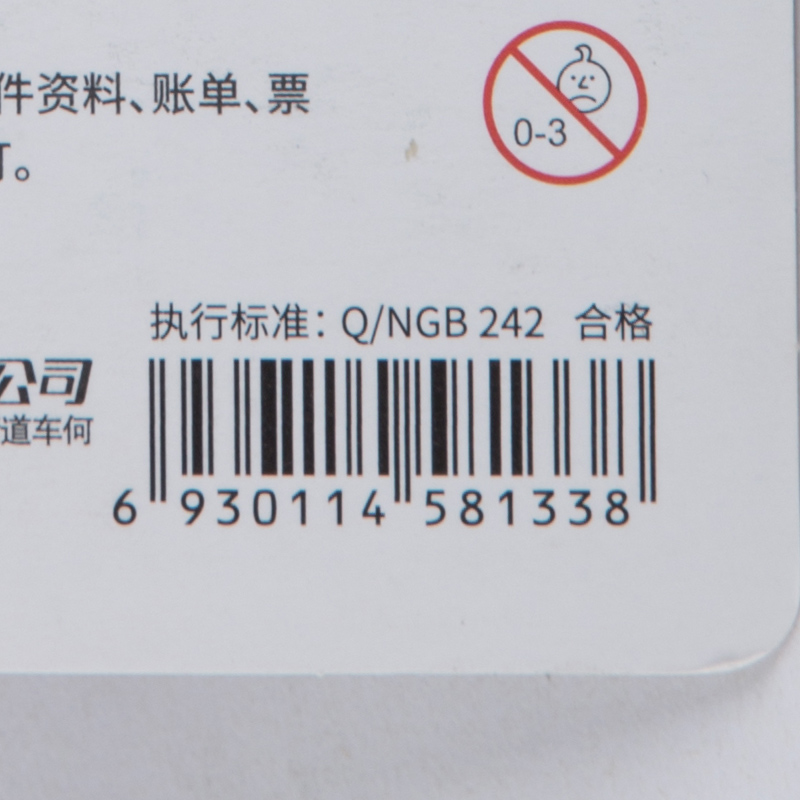 件资料、账单、票
订。
0-3
执行标准：Q/NGB 242 合格
公司
道车何
6 930114 581338